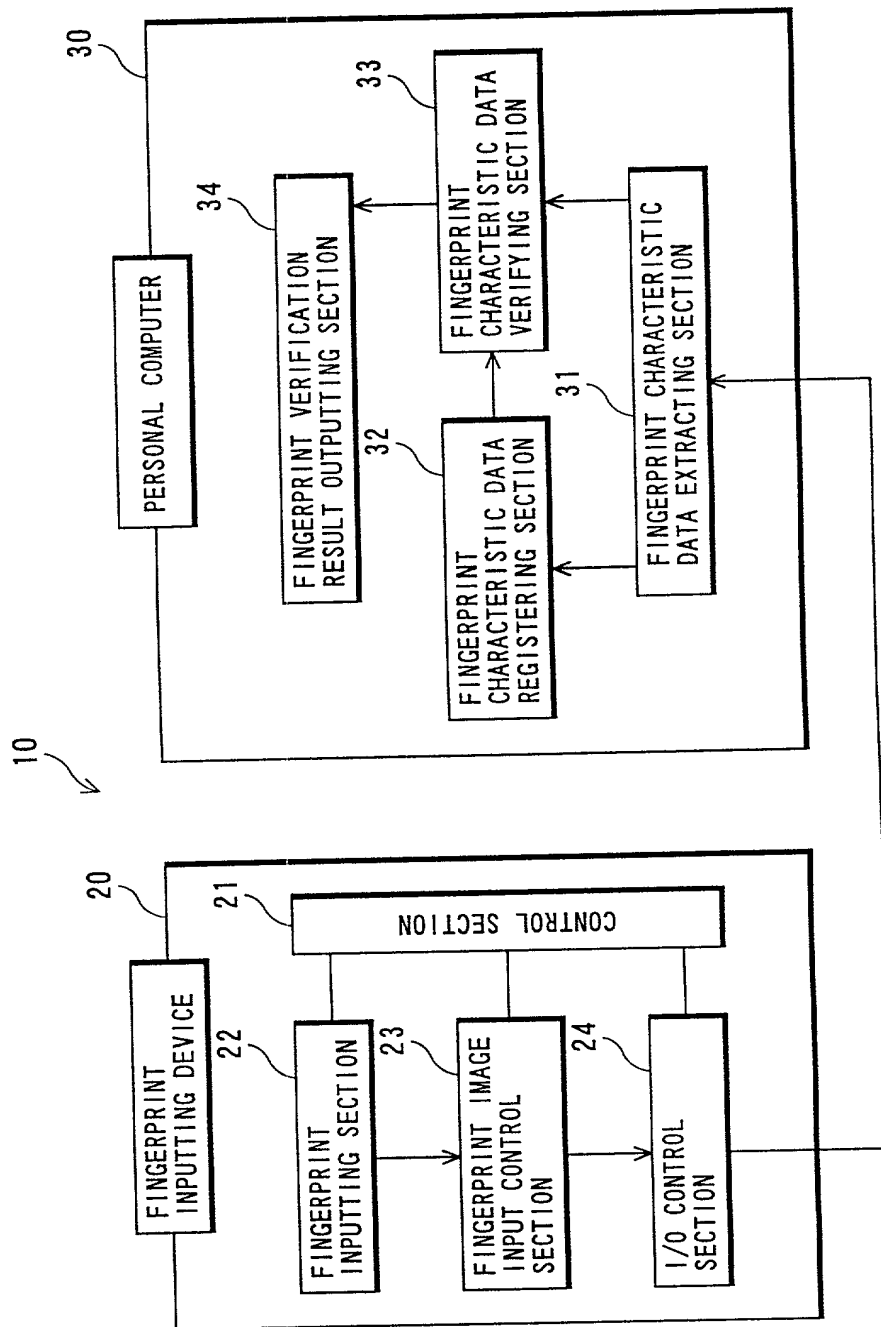 10
20
FINGERPRINT
INPUTTING DEVICE
21
CONTROL SECTION
22
FINGERPRINT
INPUTTING SECTION
23
FINGERPRINT IMAGE
INPUT CONTROL
SECTION
24
I/O CONTROL
SECTION
30
PERSONAL COMPUTER
34
FINGERPRINT VERIFICATION
RESULT OUTPUTTING SECTION
33
FINGERPRINT
CHARACTERISTIC DATA
VERIFYING SECTION
32
FINGERPRINT
CHARACTERISTIC DATA
REGISTERING SECTION
31
FINGERPRINT CHARACTERISTIC
DATA EXTRACTING SECTION